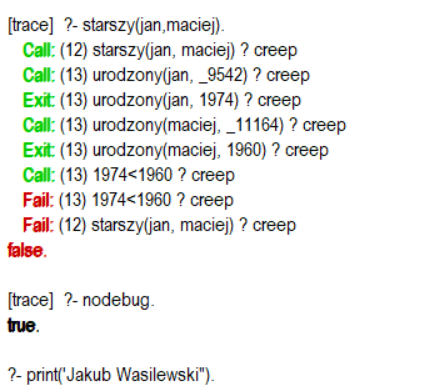 [trace]  ?- starszy(jan,maciej).
Call: (12) starszy(jan, maciej) ? creep
Call: (13) urodzony(jan, _9542) ? creep
Exit: (13) urodzony(jan, 1974) ? creep
Call: (13) urodzony(maciej, _11164) ? creep
Exit: (13) urodzony(maciej, 1960) ? creep
Call: (13) 1974<1960 ? creep
Fail: (13) 1974<1960 ? creep
Fail: (12) starszy(jan, maciej) ? creep
false.
[trace]  ?- nodebug.
true.
?- print('Jakub Wasilewski").